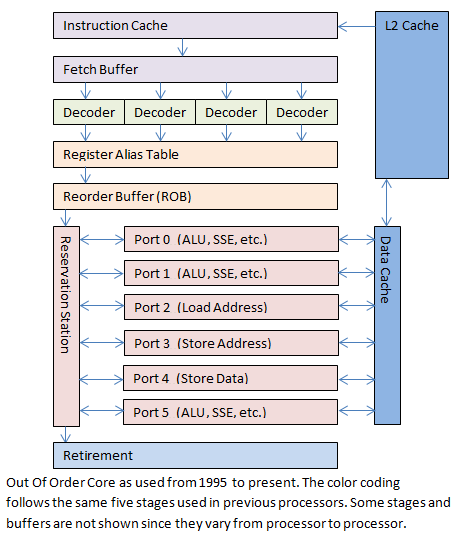 Instruction Cache
L2 Cache
Fetch Buffer
Decoder Decoder Decoder Decoder
Register Alias Table
Reorder Buffer (ROB)
Reservation Station
Port 0 (ALU, SSE, etc.)
Port 1 (ALU, SSE, etc.)
Port 2 (Load Address)
Port 3 (Store Address)
Port 4 (Store Data)
Port 5 (ALU, SSE, etc.)
Data Cache
Retirement
Out Of Order Core as used from 1995 to present. The color coding
follows the same five stages used in previous processors. Some stages and
buffers are not shown since they vary from processor to processor.